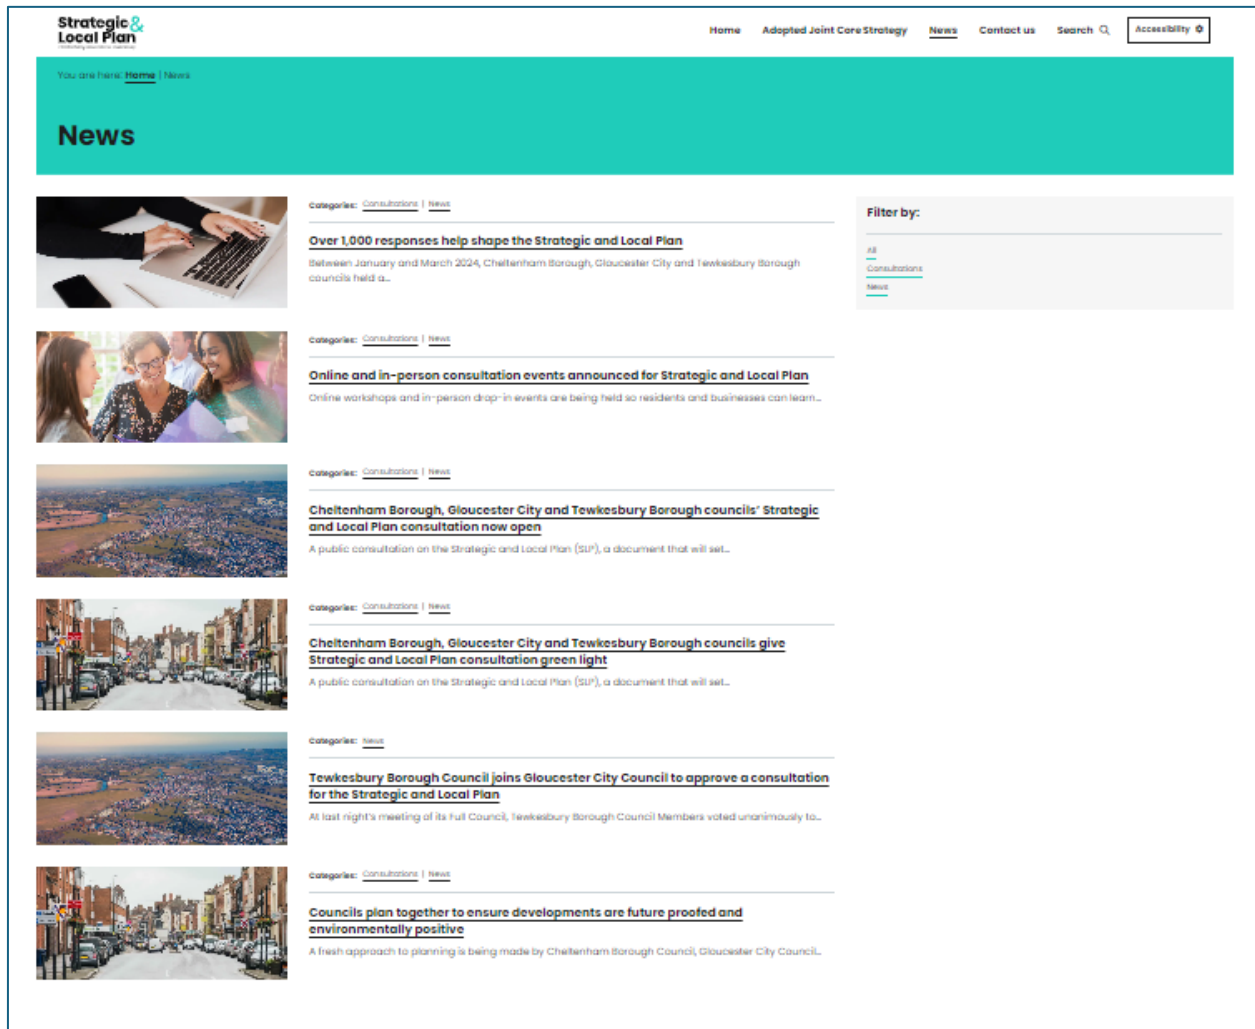 Strategic &
Local Plan
Home Adopted Joint Core Strategy News Contact us Search Accessibility
You are here: Home | News
News
Categories: Consultations | News
Over 1,000 responses help shape the Strategic and Local Plan
Between January and March 2024, Cheltenham Borough, Gloucester City and Tewkesbury Borough
councils held a...
Filter by:
All
Consultations
News
Categories: Consultations | News
Online and in-person consultation events announced for Strategic and Local Plan
Online workshops and in-person drop-in events are being held so residents and businesses can learn...
Categories: Consultations | News
Cheltenham Borough, Gloucester City and Tewkesbury Borough councils' Strategic
and Local Plan consultation now open
A public consultation on the Strategic and Local Plan (SLP), a document that will set...
Categories: Consultations | News
Cheltenham Borough, Gloucester City and Tewkesbury Borough councils give
Strategic and Local Plan consultation green light
A public consultation on the Strategic and Local Plan (SLP), a document that will set...
Categories: News
Tewkesbury Borough Council joins Gloucester City Council to approve a consultation
for the Strategic and Local Plan
At last night's meeting of its Full Council, Tewkesbury Borough Council Members voted unanimously to...
Categories: Consultations | News
Councils plan together to ensure developments are future proofed and
environmentally positive
A fresh approach to planning is being made by Cheltenham Borough Council, Gloucester City Council...